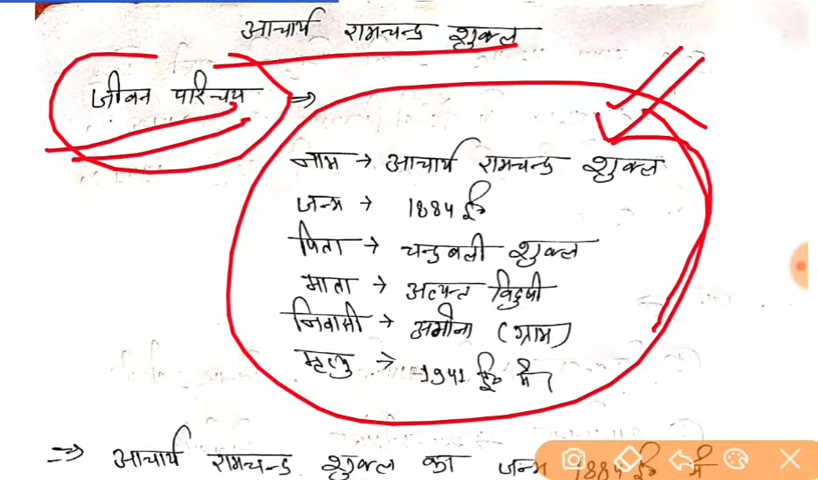 आचार्य रामचन्द्र शुक्ल
जीवन परिचय ⇒
नाम → आचार्य रामचन्द्र शुक्ल
जन्म → 1884 ई०
पिता → चन्द्रबली शुक्ल
माता → अत्यन्त विदुषी
निवासी → अगौना (ग्राम)
मृत्यु → 1941 ई० में।
⇒ आचार्य रामचन्द्र शुक्ल का जन्म 1884 ई० में